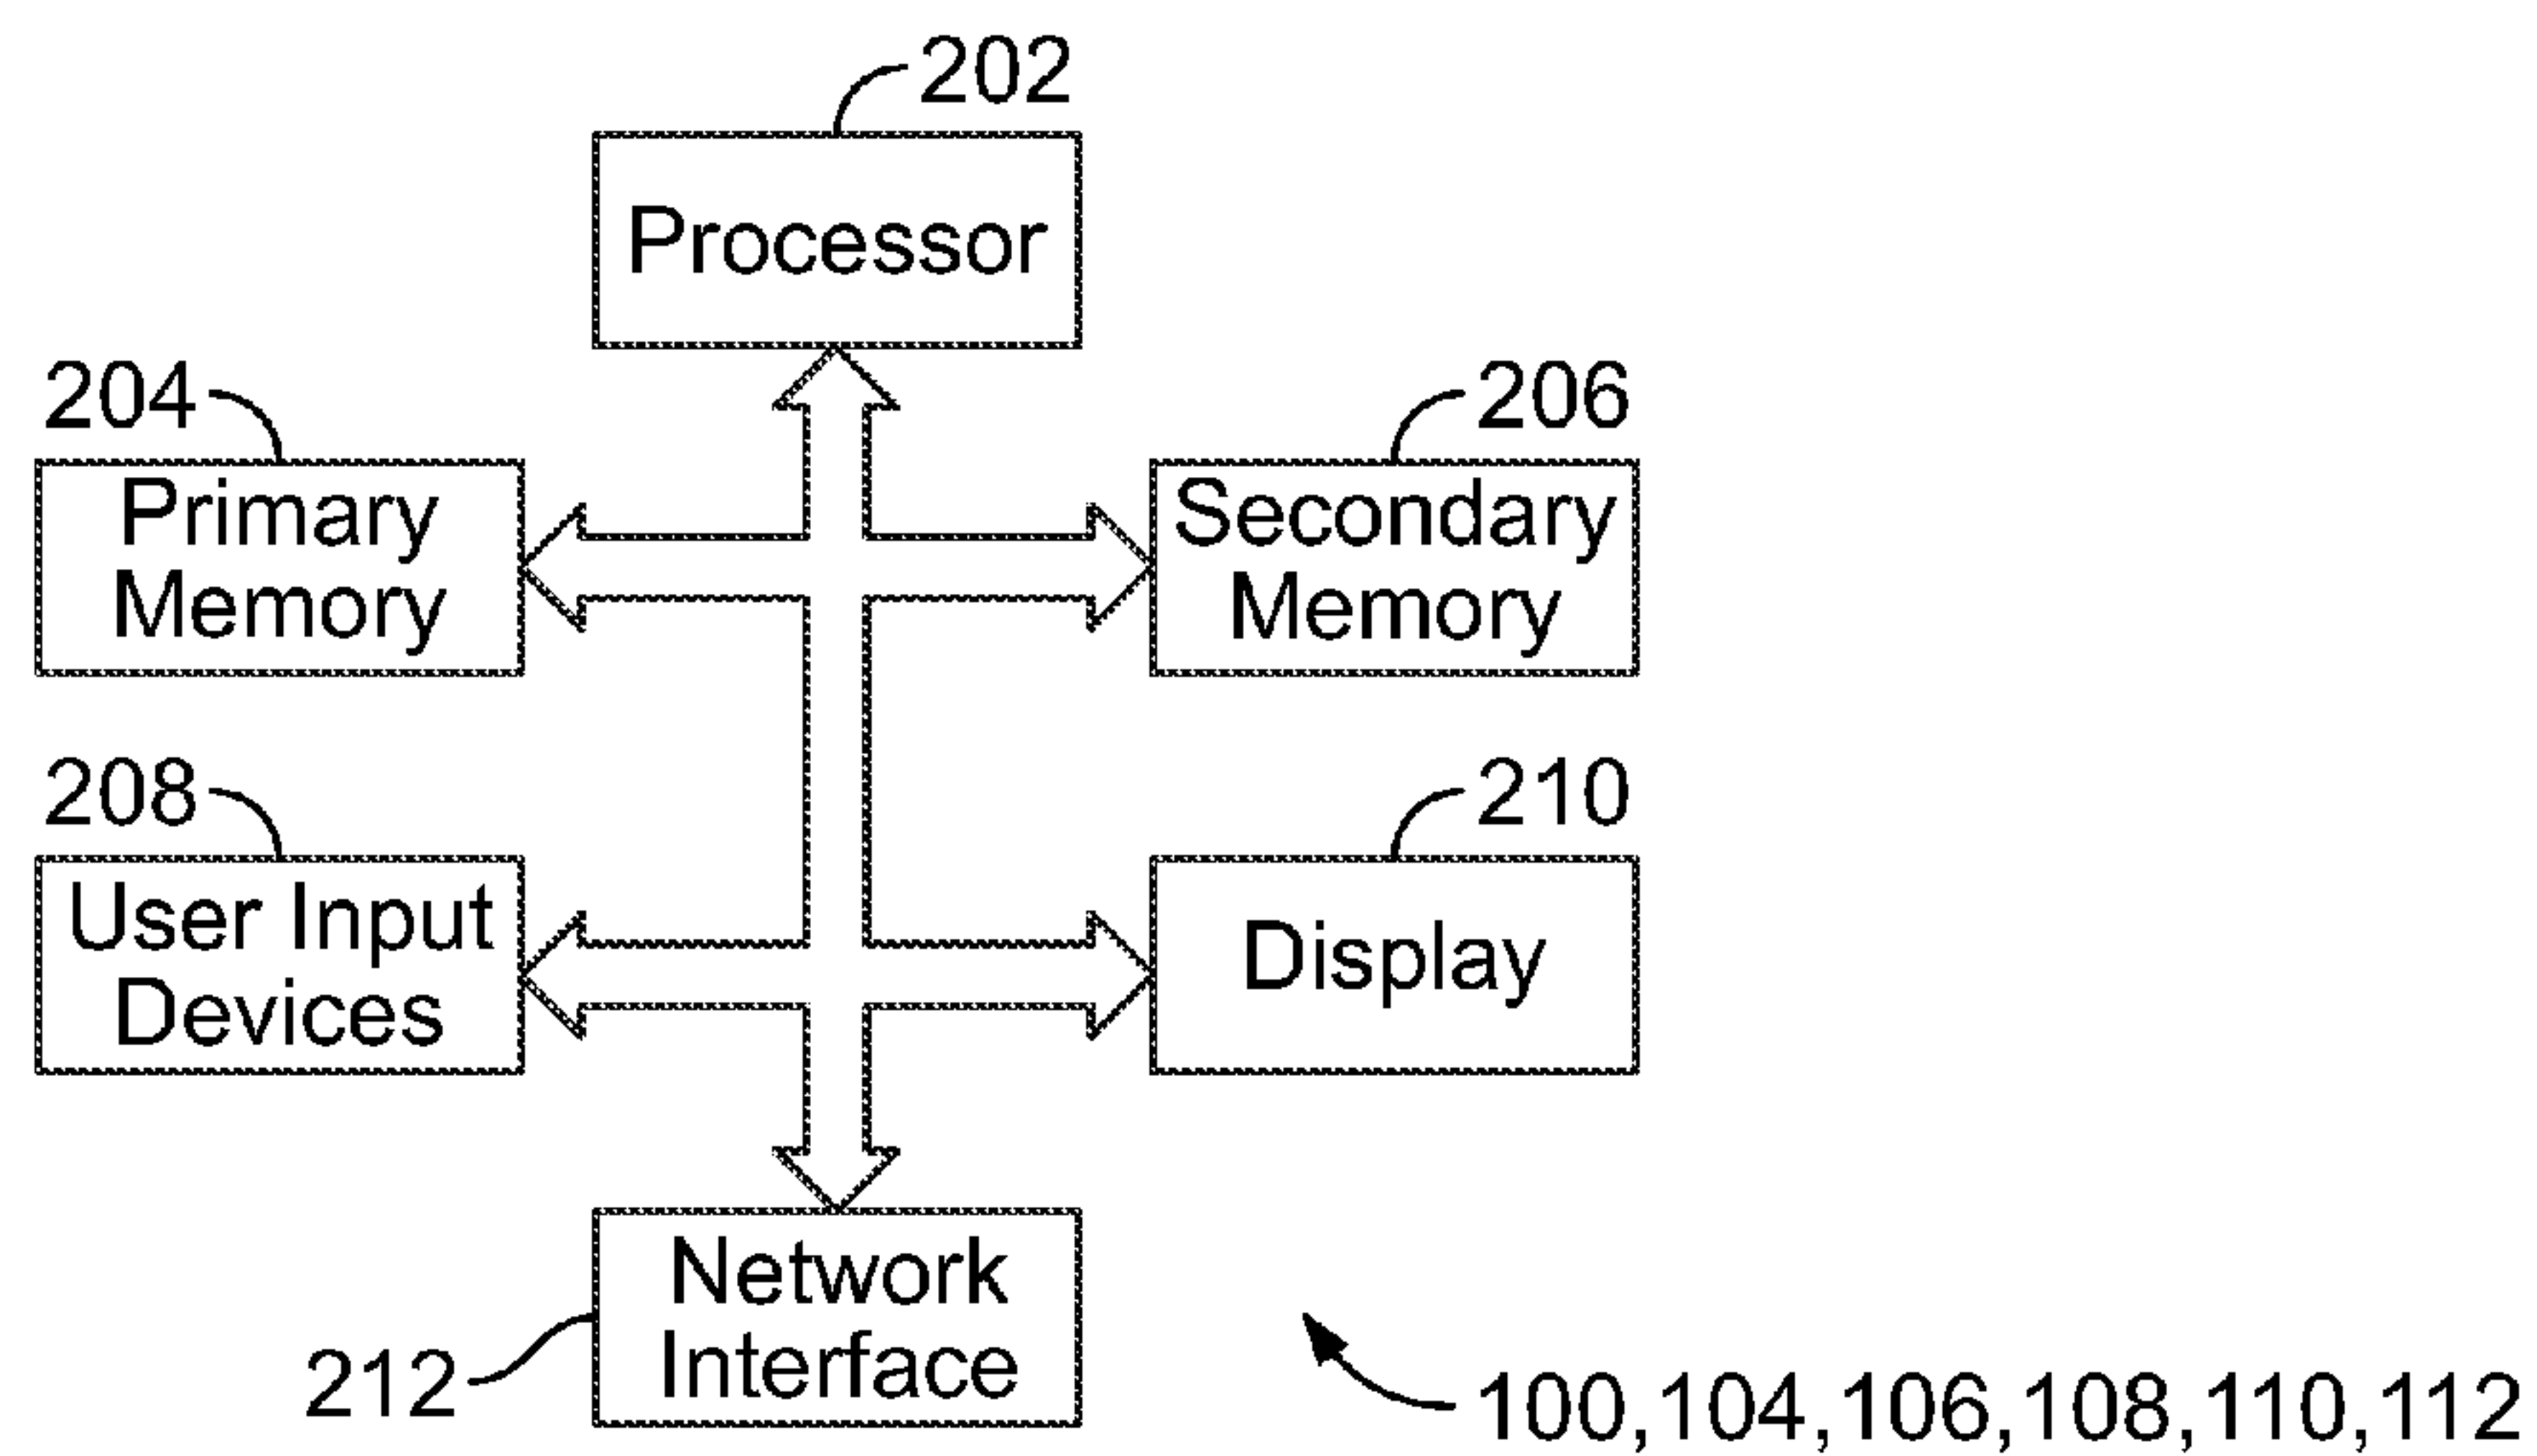 202
Processor
204
206
Primary
Memory
Secondary
Memory
208
210
User Input
Devices
Display
Network
Interface
212
100,104,106,108,110,112